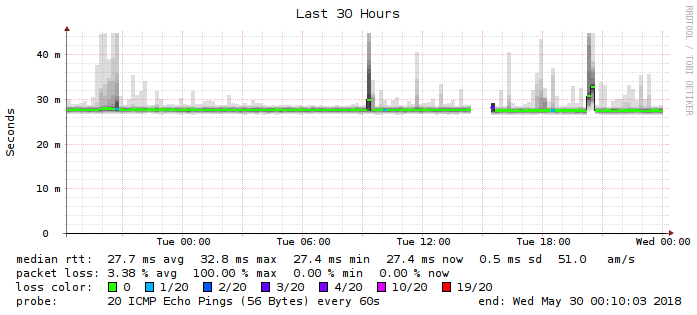 Last 30 Hours
RRDTOOL / TOBI OETIKER
Seconds
40 m
30 m
20 m
10 m
0
Tue 00:00 Tue 06:00 Tue 12:00 Tue 18:00 Wed 00:00
median rtt: 27.7 ms avg 32.8 ms max 27.4 ms min 27.4 ms now 0.5 ms sd 51.0 am/s
packet loss: 3.38 % avg 100.00 % max 0.00 % min 0.00 % now
loss color: 0 1/20 2/20 3/20 4/20 10/20 19/20
probe: 20 ICMP Echo Pings (56 Bytes) every 60s end: Wed May 30 00:10:03 2018